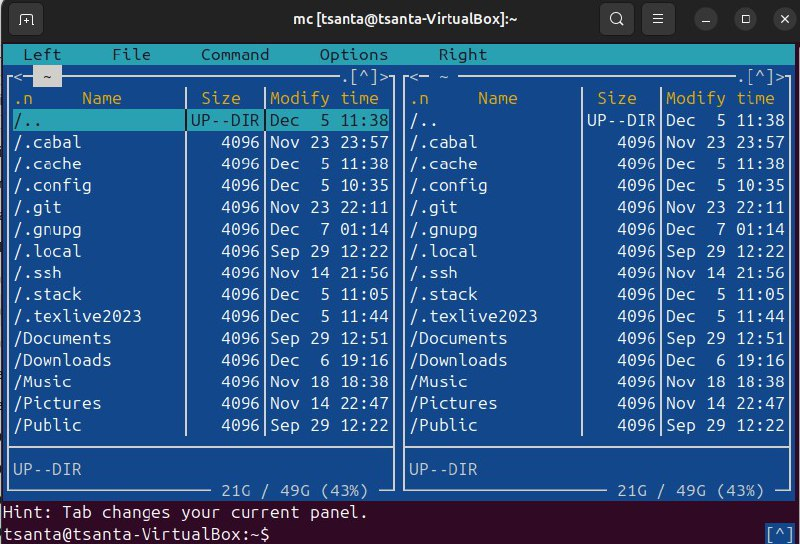 mc [tsanta@tsanta-VirtualBox]:~
Left File Command Options Right
<─ ~ .[^]> <─ ~ .[^]>
.n Name Size Modify time .n Name Size Modify time
/.. UP--DIR Dec 5 11:38 /.. UP--DIR Dec 5 11:38
/.cabal 4096 Nov 23 23:57 /.cabal 4096 Nov 23 23:57
/.cache 4096 Dec 5 11:38 /.cache 4096 Dec 5 11:38
/.config 4096 Dec 5 10:35 /.config 4096 Dec 5 10:35
/.git 4096 Nov 23 22:11 /.git 4096 Nov 23 22:11
/.gnupg 4096 Dec 7 01:14 /.gnupg 4096 Dec 7 01:14
/.local 4096 Sep 29 12:22 /.local 4096 Sep 29 12:22
/.ssh 4096 Nov 14 21:56 /.ssh 4096 Nov 14 21:56
/.stack 4096 Dec 5 11:05 /.stack 4096 Dec 5 11:05
/.texlive2023 4096 Dec 5 11:44 /.texlive2023 4096 Dec 5 11:44
/Documents 4096 Sep 29 12:51 /Documents 4096 Sep 29 12:51
/Downloads 4096 Dec 6 19:16 /Downloads 4096 Dec 6 19:16
/Music 4096 Nov 18 18:38 /Music 4096 Nov 18 18:38
/Pictures 4096 Nov 14 22:47 /Pictures 4096 Nov 14 22:47
/Public 4096 Sep 29 12:22 /Public 4096 Sep 29 12:22
UP--DIR UP--DIR
21G / 49G (43%) 21G / 49G (43%)
Hint: Tab changes your current panel.
tsanta@tsanta-VirtualBox:~$ [^]